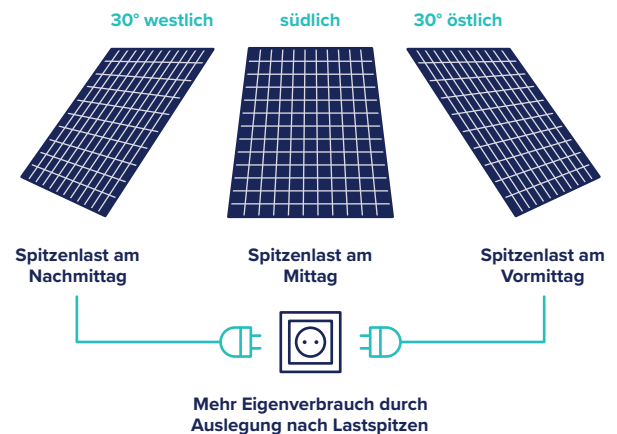 30° westlich
südlich
30° östlich
Spitzenlast am
Nachmittag
Spitzenlast am
Mittag
Spitzenlast am
Vormittag
Mehr Eigenverbrauch durch
Auslegung nach Lastspitzen